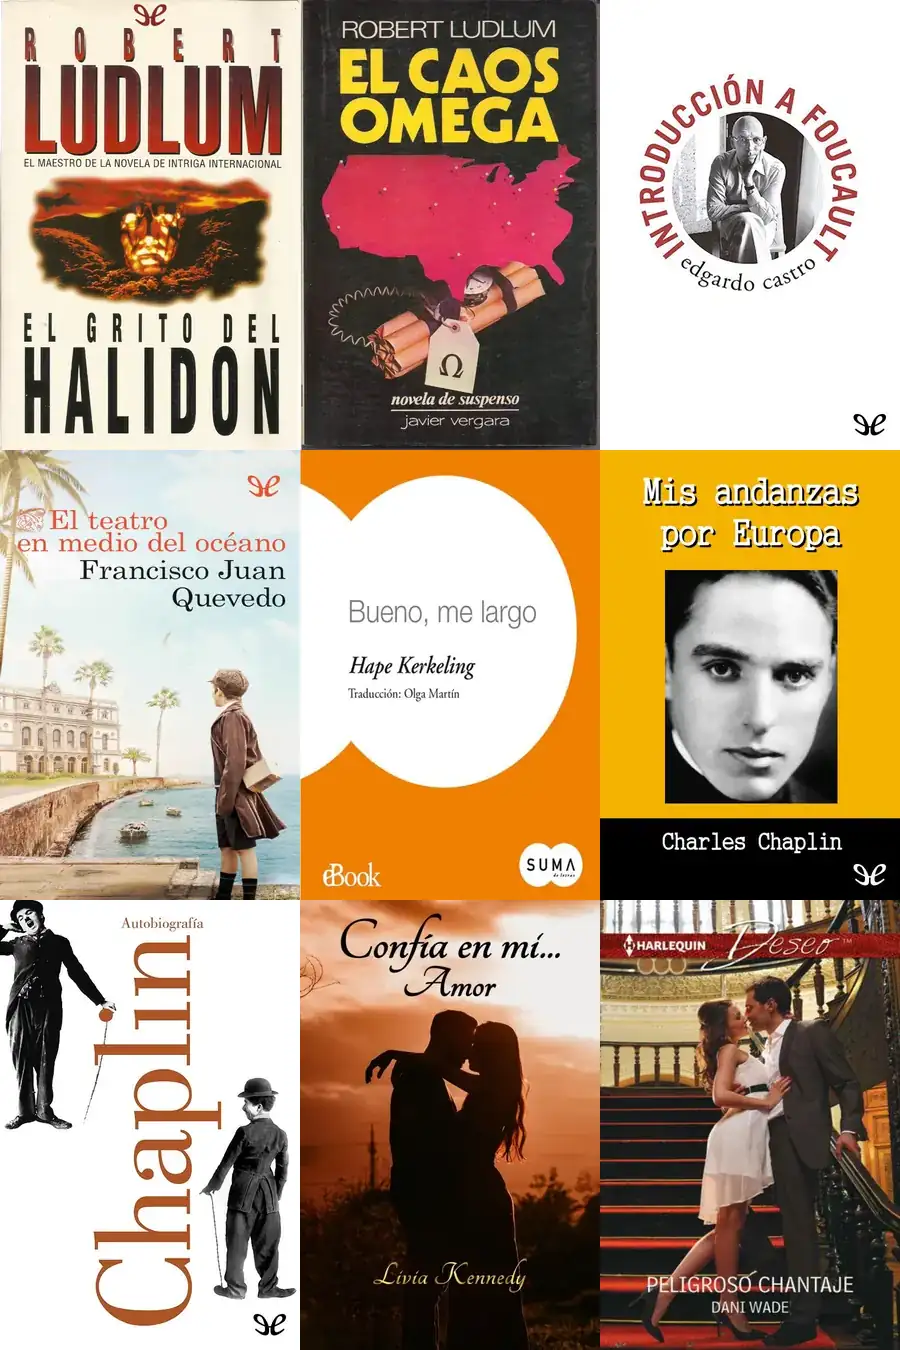 ROBERT
LUDLUM
EL MAESTRO DE LA NOVELA DE INTRIGA INTERNACIONAL
EL GRITO DEL
HALIDON
ROBERT LUDLUM
EL CAOS
OMEGA
Ω
novela de suspenso
javier vergara
INTRODUCCIÓN A FOUCAULT
edgardo castro
El teatro
en medio del océano
Francisco Juan
Quevedo
Bueno, me largo
Hape Kerkeling
Traducción: Olga Martín
eBook
SUMA
de letras
Mis andanzas
por Europa
Charles Chaplin
Autobiografía
Chaplin
Confía en mí...
Amor
Livia Kennedy
HARLEQUIN
Deseo™
PELIGROSO CHANTAJE
DANI WADE